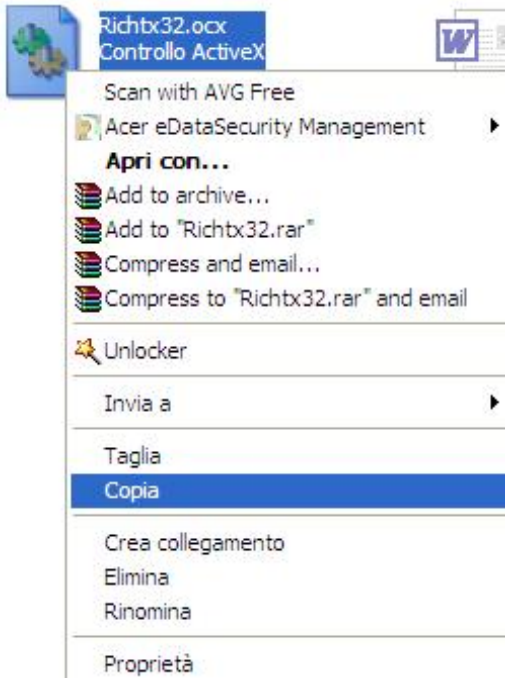 Richtx32.ocx
Controllo ActiveX
W
Scan with AVG Free
Acer eDataSecurity Management
Apri con...
Add to archive...
Add to "Richtx32.rar"
Compress and email...
Compress to "Richtx32.rar" and email
Unlocker
Invia a
Taglia
Copia
Crea collegamento
Elimina
Rinomina
Proprietà